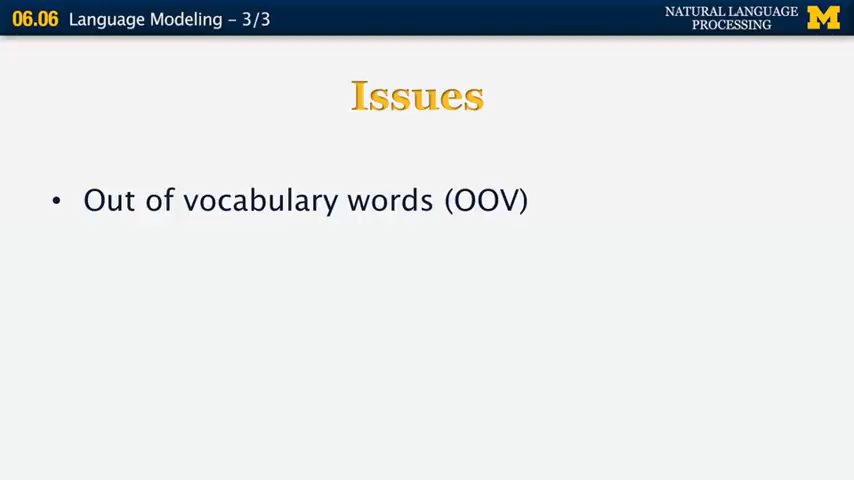 06.06 Language Modeling – 3/3
NATURAL LANGUAGE
PROCESSING
M
Issues
• Out of vocabulary words (OOV)